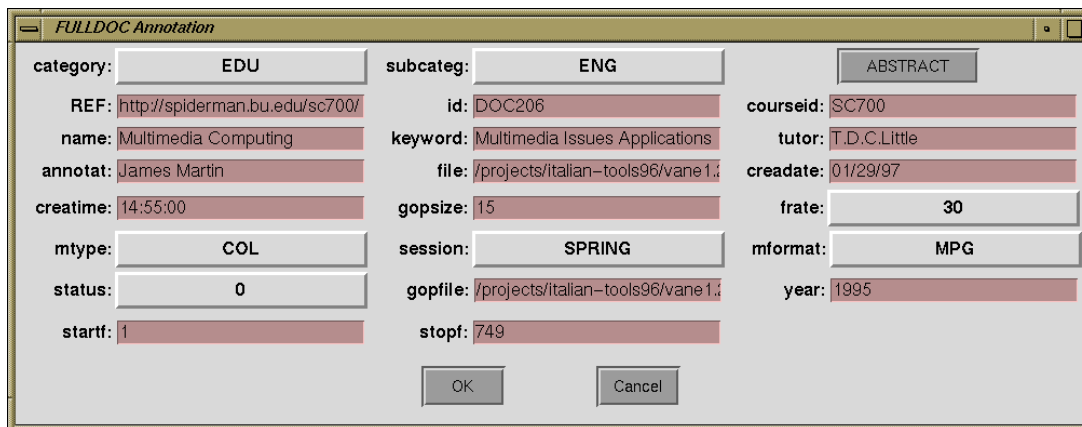 FULLDOC Annotation
category: EDU subcateg: ENG ABSTRACT
REF: http://spiderman.bu.edu/sc700/ id: DOC206 courseid: SC700
name: Multimedia Computing keyword: Multimedia Issues Applications tutor: T.D.C.Little
annotat: James Martin file: /projects/italian-tools96/vane1.2 creadate: 01/29/97
creatime: 14:55:00 gopsize: 15 frate: 30
mtype: COL session: SPRING mformat: MPG
status: 0 gopfile: /projects/italian-tools96/vane1.2 year: 1995
startf: 1 stopf: 749
OK Cancel